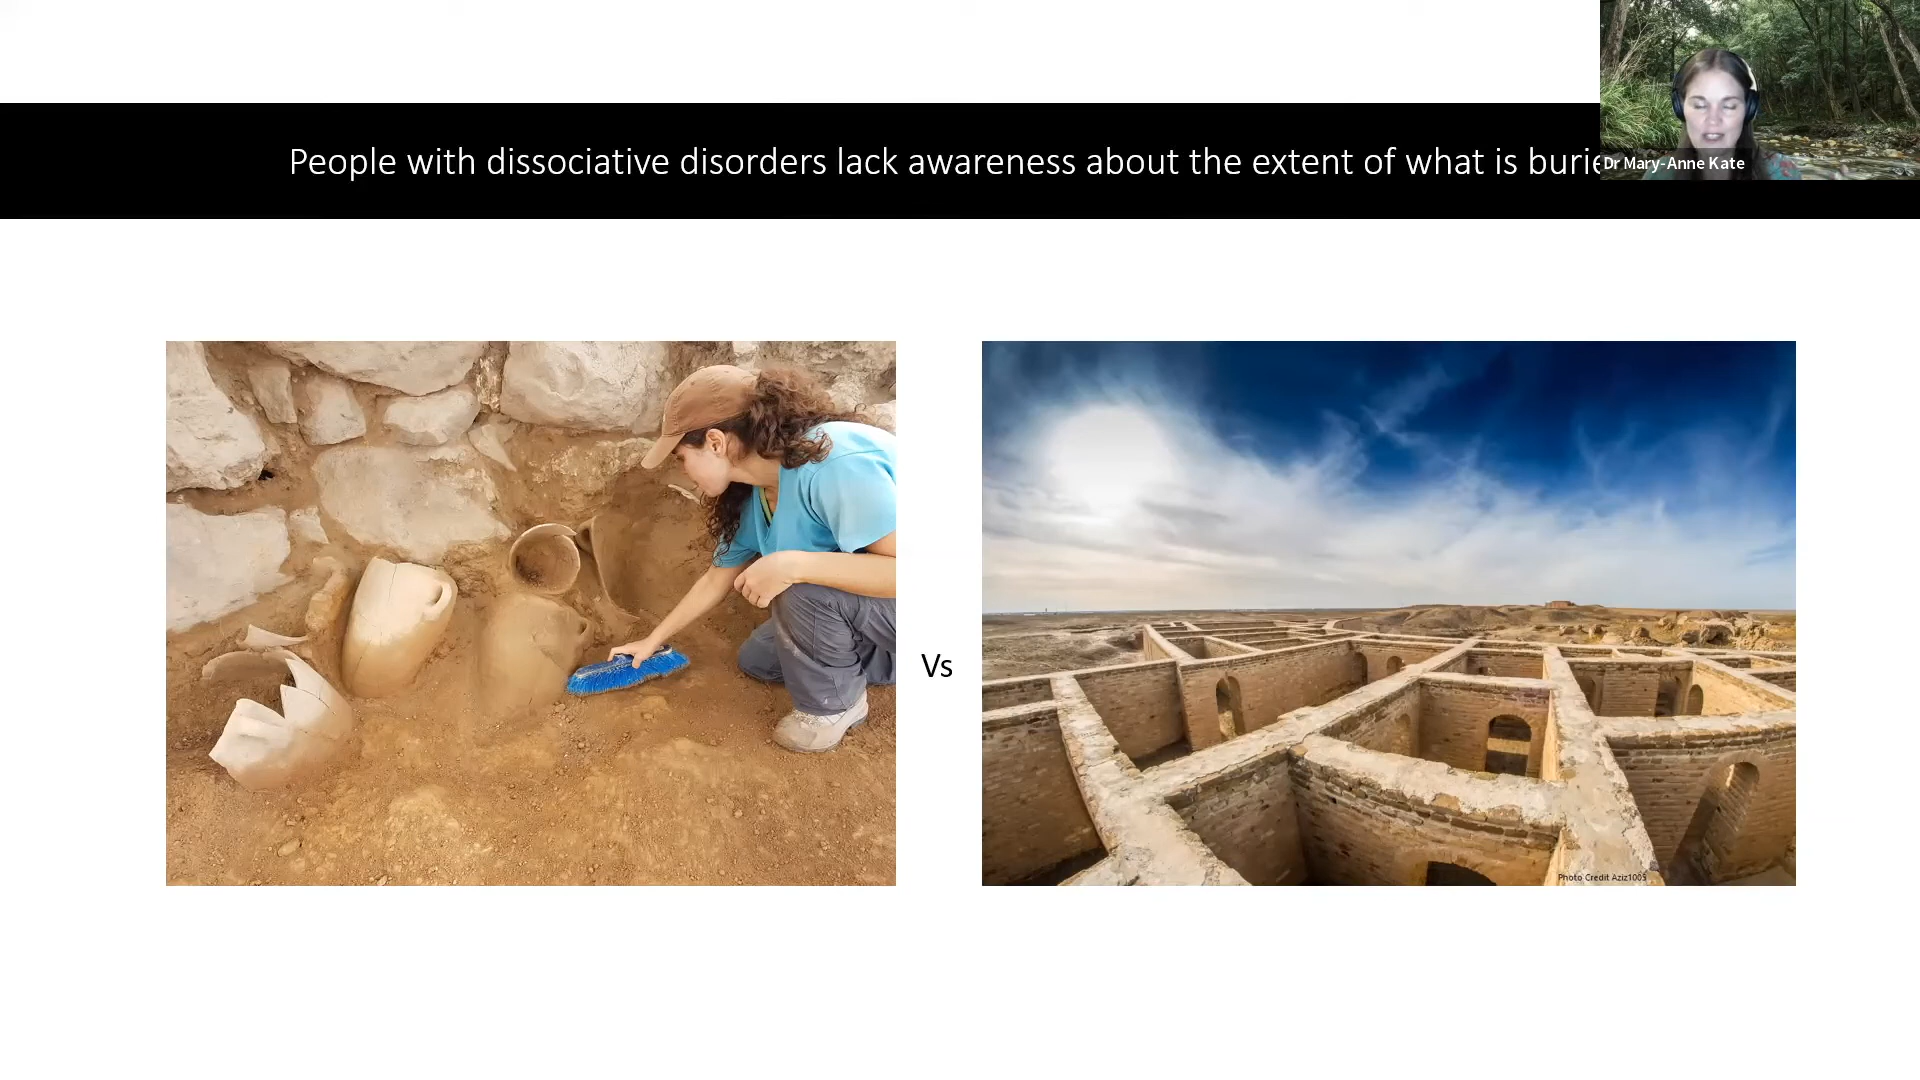 People with dissociative disorders lack awareness about the extent of what is
Dr Mary-Anne Kate
Vs
Photo Credit Aziz1005